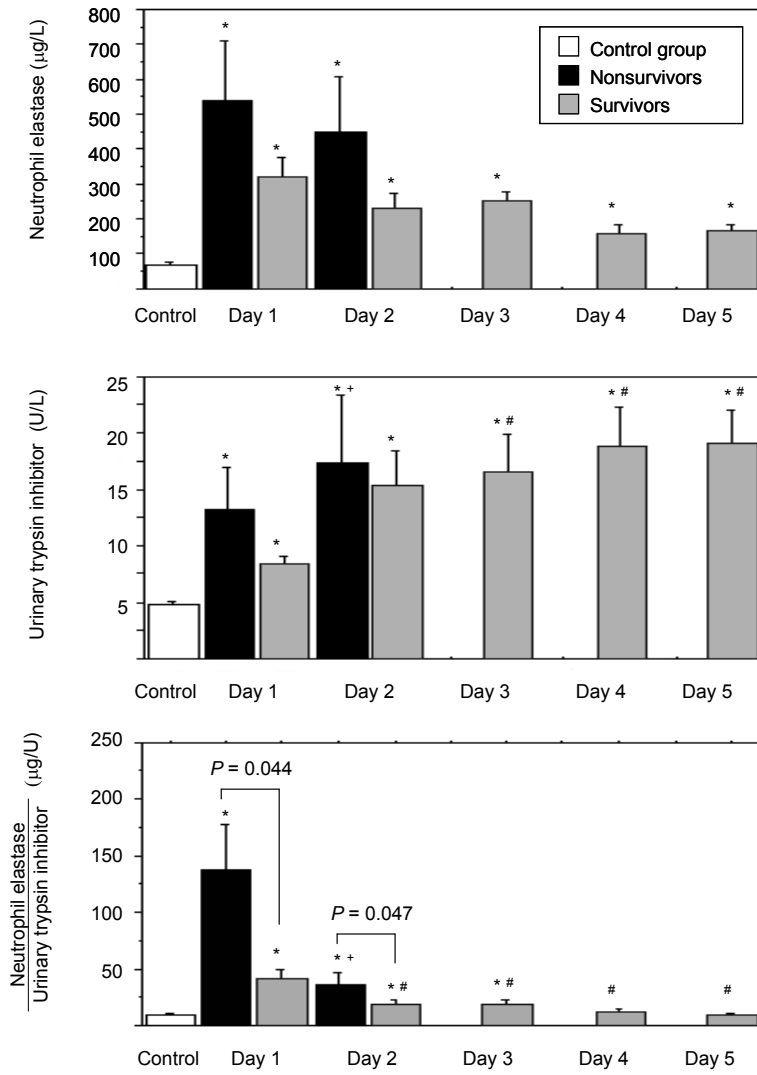 Neutrophil elastase (μg/L)
800
700
600
500
400
300
200
100
* * * * * * *
Control group
Nonsurvivors
Survivors
Control Day 1 Day 2 Day 3 Day 4 Day 5
Urinary trypsin inhibitor (U/L)
25
20
15
10
5
* * * + * * # * # * #
Control Day 1 Day 2 Day 3 Day 4 Day 5
Neutrophil elastase
Urinary trypsin inhibitor
(μg/U)
250
200
150
100
50
P = 0.044
P = 0.047
* * * + * # * # # #
Control Day 1 Day 2 Day 3 Day 4 Day 5